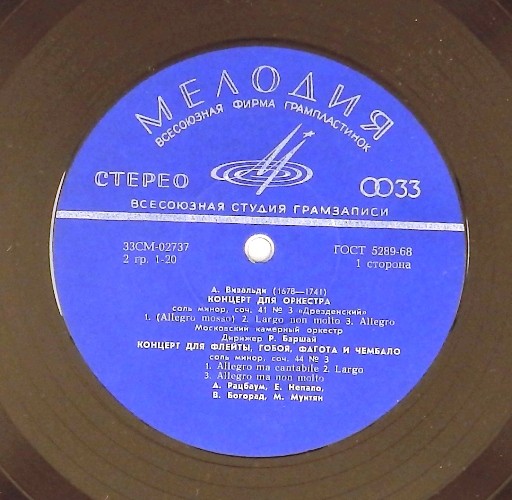 МЕЛОДИЯ
ВСЕСОЮЗНАЯ ФИРМА ГРАМПЛАСТИНОК
СТЕРЕО
33
ВСЕСОЮЗНАЯ СТУДИЯ ГРАМЗАПИСИ
33СМ-02737
ГОСТ 5289-68
2 гр. 1-20
1 сторона
А. Вивальди (1678—1741)
КОНЦЕРТ ДЛЯ ОРКЕСТРА
соль минор, соч. 41 № 3 «Дрезденский»
1. (Allegro mosso) 2. Largo non molto 3. Allegro
Московский камерный оркестр
Дирижер Р. Баршай
КОНЦЕРТ ДЛЯ ФЛЕЙТЫ, ГОБОЯ, ФАГОТА И ЧЕМБАЛО
соль минор, соч. 44 № 3
1. Allegro ma cantabile 2. Largo
3. Allegro ma non molto
А. Рацбаум, Е. Непало,
В. Богорад, М. Мунтян